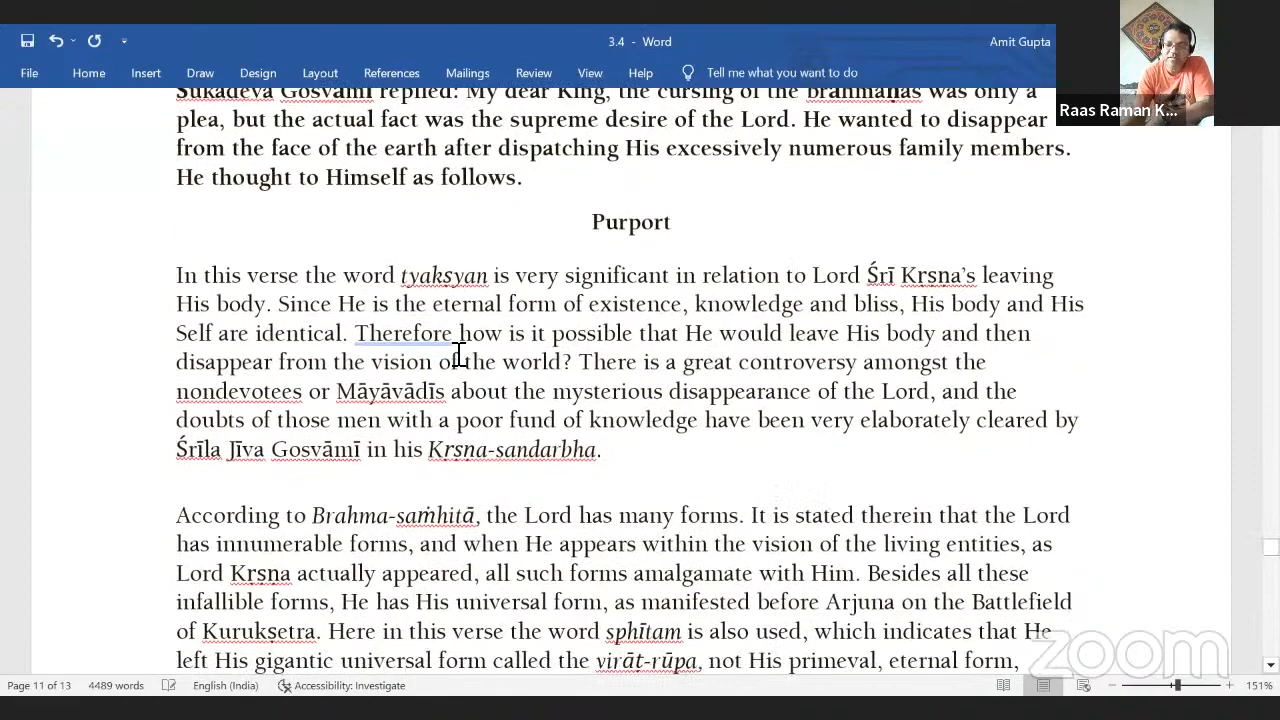 3.4 - Word
Amit Gupta
File Home Insert Draw Design Layout References Mailings Review View Help Tell me what you want to do
Raas Raman K...
Śukadeva Gosvāmī replied: My dear King, the cursing of the brāhmaṇas was only a
plea, but the actual fact was the supreme desire of the Lord. He wanted to disappear
from the face of the earth after dispatching His excessively numerous family members.
He thought to Himself as follows.
Purport
In this verse the word tyakṣyan is very significant in relation to Lord Śrī Kṛṣṇa's leaving
His body. Since He is the eternal form of existence, knowledge and bliss, His body and His
Self are identical. Therefore how is it possible that He would leave His body and then
disappear from the vision of the world? There is a great controversy amongst the
nondevotees or Māyāvādīs about the mysterious disappearance of the Lord, and the
doubts of those men with a poor fund of knowledge have been very elaborately cleared by
Śrīla Jīva Gosvāmī in his Kṛṣṇa-sandarbha.
According to Brahma-saṁhitā, the Lord has many forms. It is stated therein that the Lord
has innumerable forms, and when He appears within the vision of the living entities, as
Lord Kṛṣṇa actually appeared, all such forms amalgamate with Him. Besides all these
infallible forms, He has His universal form, as manifested before Arjuna on the Battlefield
of Kurukṣetra. Here in this verse the word sphītam is also used, which indicates that He
left His gigantic universal form called the virāṭ-rūpa, not His primeval, eternal form,
zoom
Page 11 of 13 4489 words English (India) Accessibility: Investigate 151%